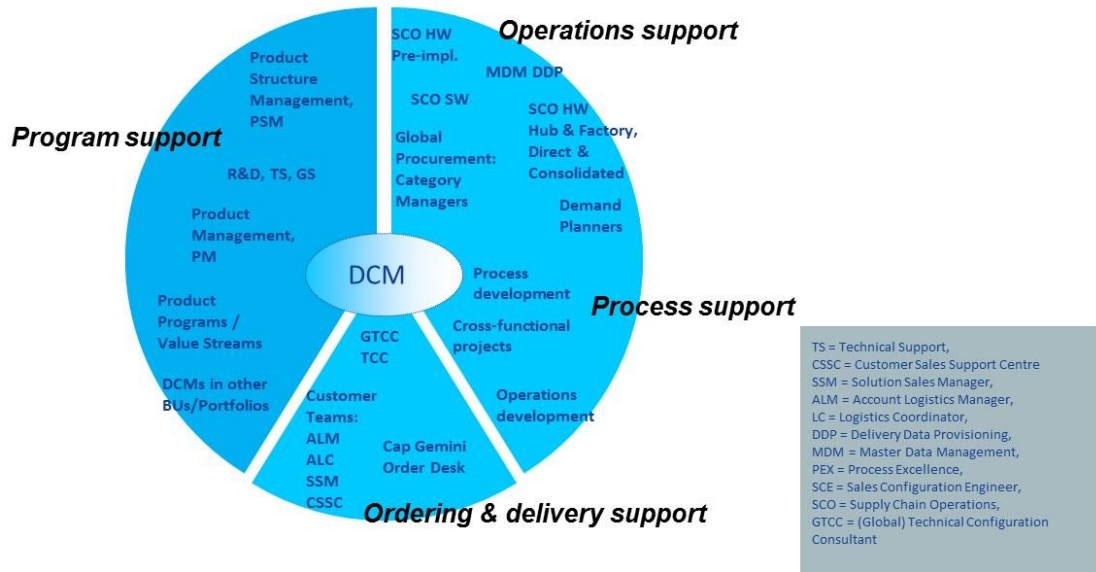 Operations support
SCO HW
Pre-impl.
MDM DDP
SCO SW
SCO HW
Hub & Factory,
Direct &
Consolidated
Global
Procurement:
Category
Managers
Demand
Planners
Program support
Product
Structure
Management,
PSM
R&D, TS, GS
Product
Management,
PM
Product
Programs /
Value Streams
DCMs in other
BUs/Portfolios
DCM
Process support
Process
development
Cross-functional
projects
Operations
development
GTCC
TCC
Customer
Teams:
ALM
ALC
SSM
CSSC
Cap Gemini
Order Desk
Ordering & delivery support
TS = Technical Support,
CSSC = Customer Sales Support Centre
SSM = Solution Sales Manager,
ALM = Account Logistics Manager,
LC = Logistics Coordinator,
DDP = Delivery Data Provisioning,
MDM = Master Data Management,
PEX = Process Excellence,
SCE = Sales Configuration Engineer,
SCO = Supply Chain Operations,
GTCC = (Global) Technical Configuration
Consultant